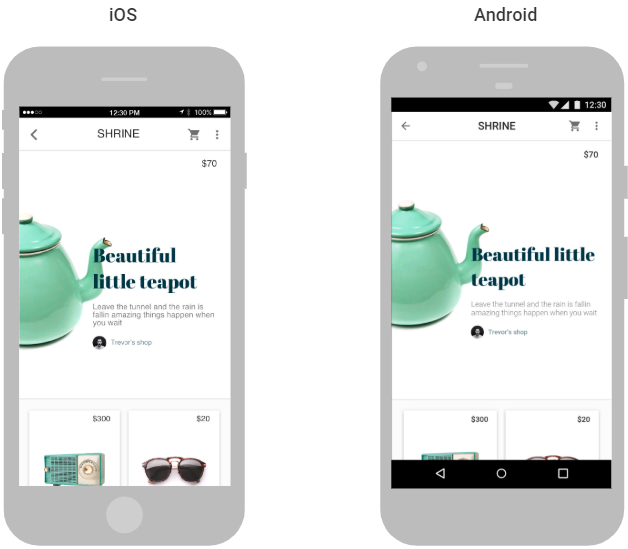 iOS
Android
12:30 PM
100%
SHRINE
$70
Beautiful
little teapot
Leave the tunnel and the rain is
fallin amazing things happen when
you wait
Trevor's shop
$300
$20
12:30
SHRINE
$70
Beautiful little
teapot
Leave the tunnel and the rain is fallin
amazing things happen when you wait
Trevor's shop
$300
$20